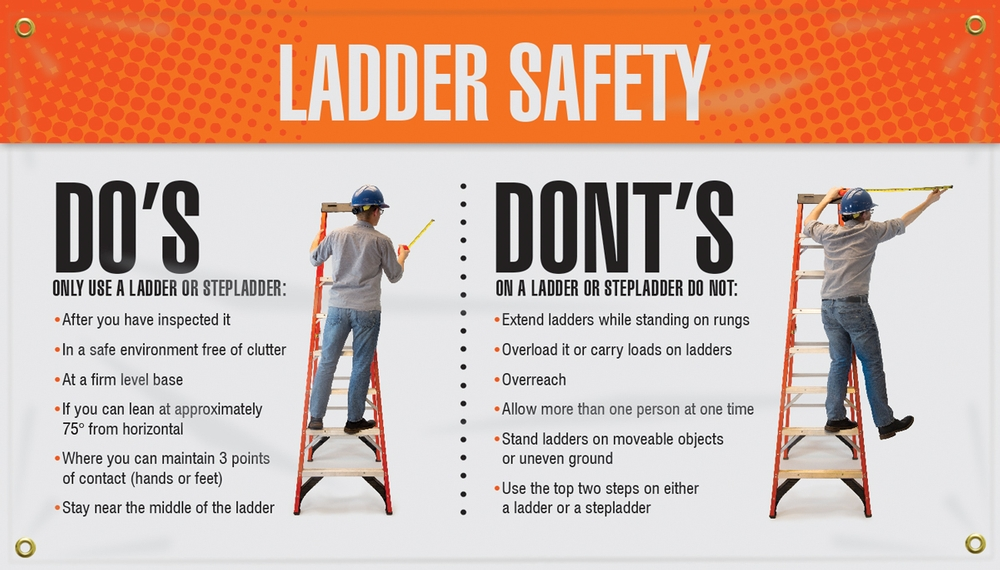 LADDER SAFETY
DO'S
ONLY USE A LADDER OR STEPLADDER:
•After you have inspected it
•In a safe environment free of clutter
•At a firm level base
•If you can lean at approximately
75° from horizontal
•Where you can maintain 3 points
of contact (hands or feet)
•Stay near the middle of the ladder
DONT'S
ON A LADDER OR STEPLADDER DO NOT:
•Extend ladders while standing on rungs
•Overload it or carry loads on ladders
•Overreach
•Allow more than one person at one time
•Stand ladders on moveable objects
or uneven ground
•Use the top two steps on either
a ladder or a stepladder